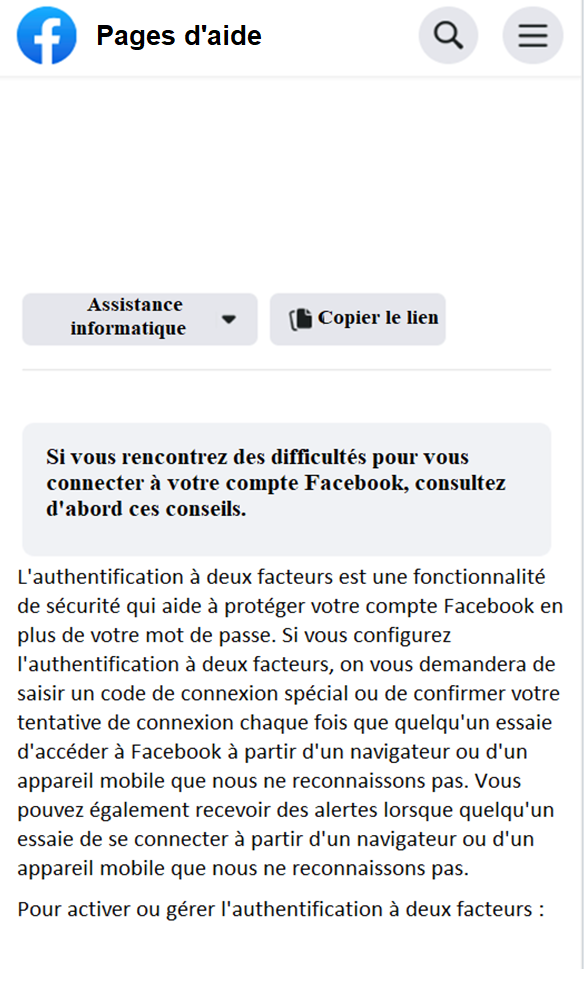 Pages d'aide
Assistance
informatique
Copier le lien
Si vous rencontrez des difficultés pour vous
connecter à votre compte Facebook, consultez
d'abord ces conseils.
L'authentification à deux facteurs est une fonctionnalité
de sécurité qui aide à protéger votre compte Facebook en
plus de votre mot de passe. Si vous configurez
l'authentification à deux facteurs, on vous demandera de
saisir un code de connexion spécial ou de confirmer votre
tentative de connexion chaque fois que quelqu'un essaie
d'accéder à Facebook à partir d'un navigateur ou d'un
appareil mobile que nous ne reconnaissons pas. Vous
pouvez également recevoir des alertes lorsque quelqu'un
essaie de se connecter à partir d'un navigateur ou d'un
appareil mobile que nous ne reconnaissons pas.
Pour activer ou gérer l'authentification à deux facteurs :